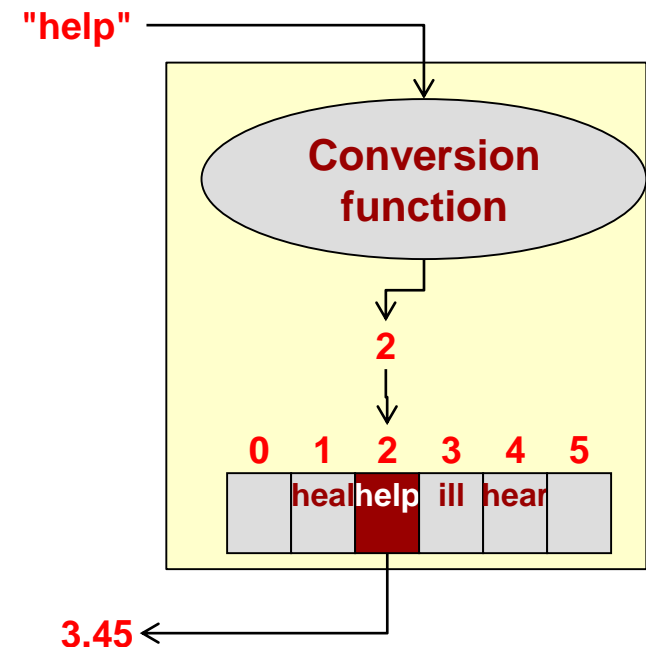 "help"
Conversion
function
2
0 1 2 3 4 5
heal help ill hear
3.45